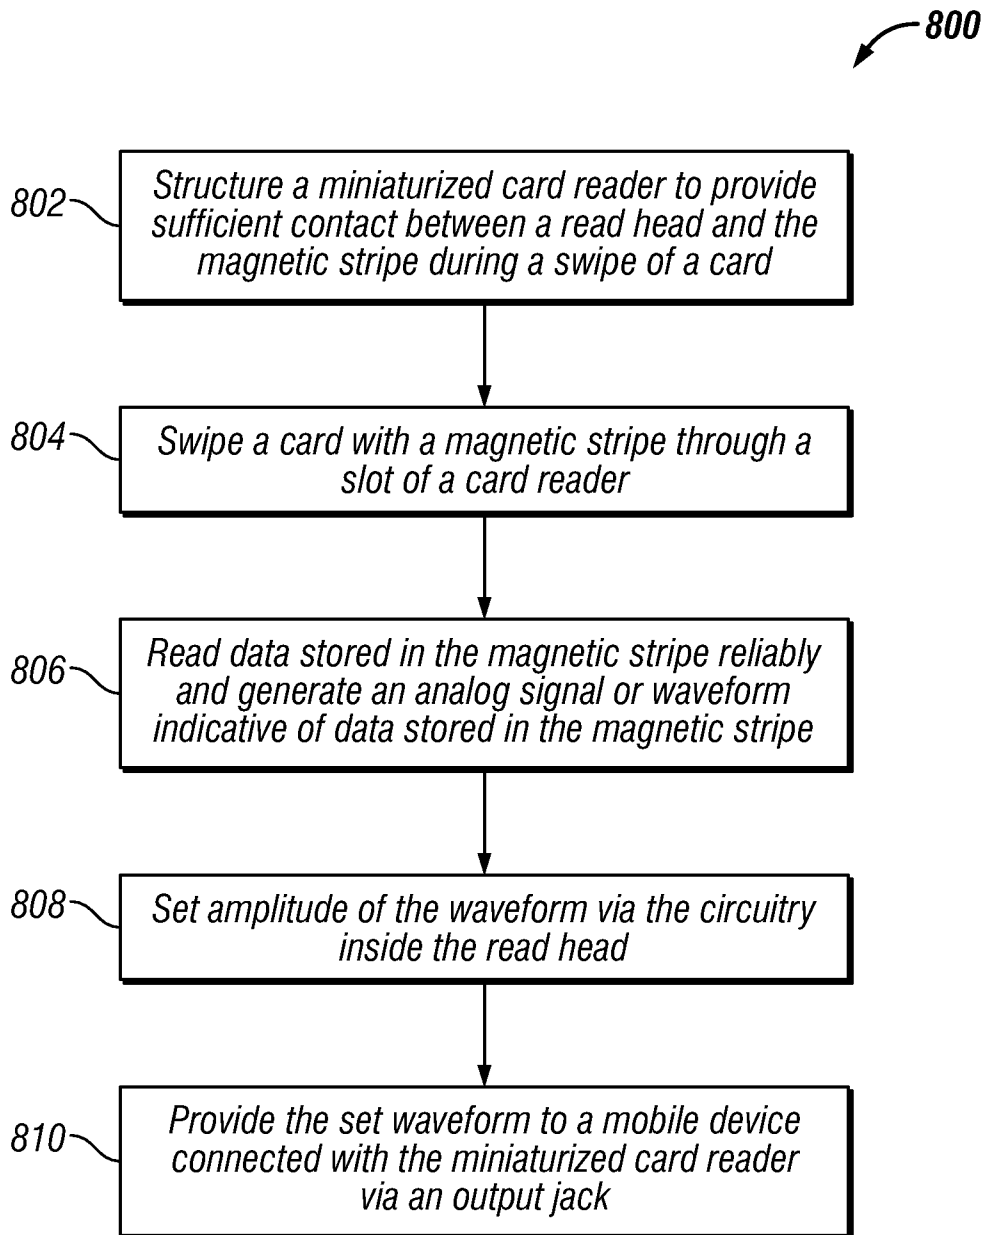 800
802
Structure a miniaturized card reader to provide
sufficient contact between a read head and the
magnetic stripe during a swipe of a card
804
Swipe a card with a magnetic stripe through a
slot of a card reader
806
Read data stored in the magnetic stripe reliably
and generate an analog signal or waveform
indicative of data stored in the magnetic stripe
808
Set amplitude of the waveform via the circuitry
inside the read head
810
Provide the set waveform to a mobile device
connected with the miniaturized card reader
via an output jack